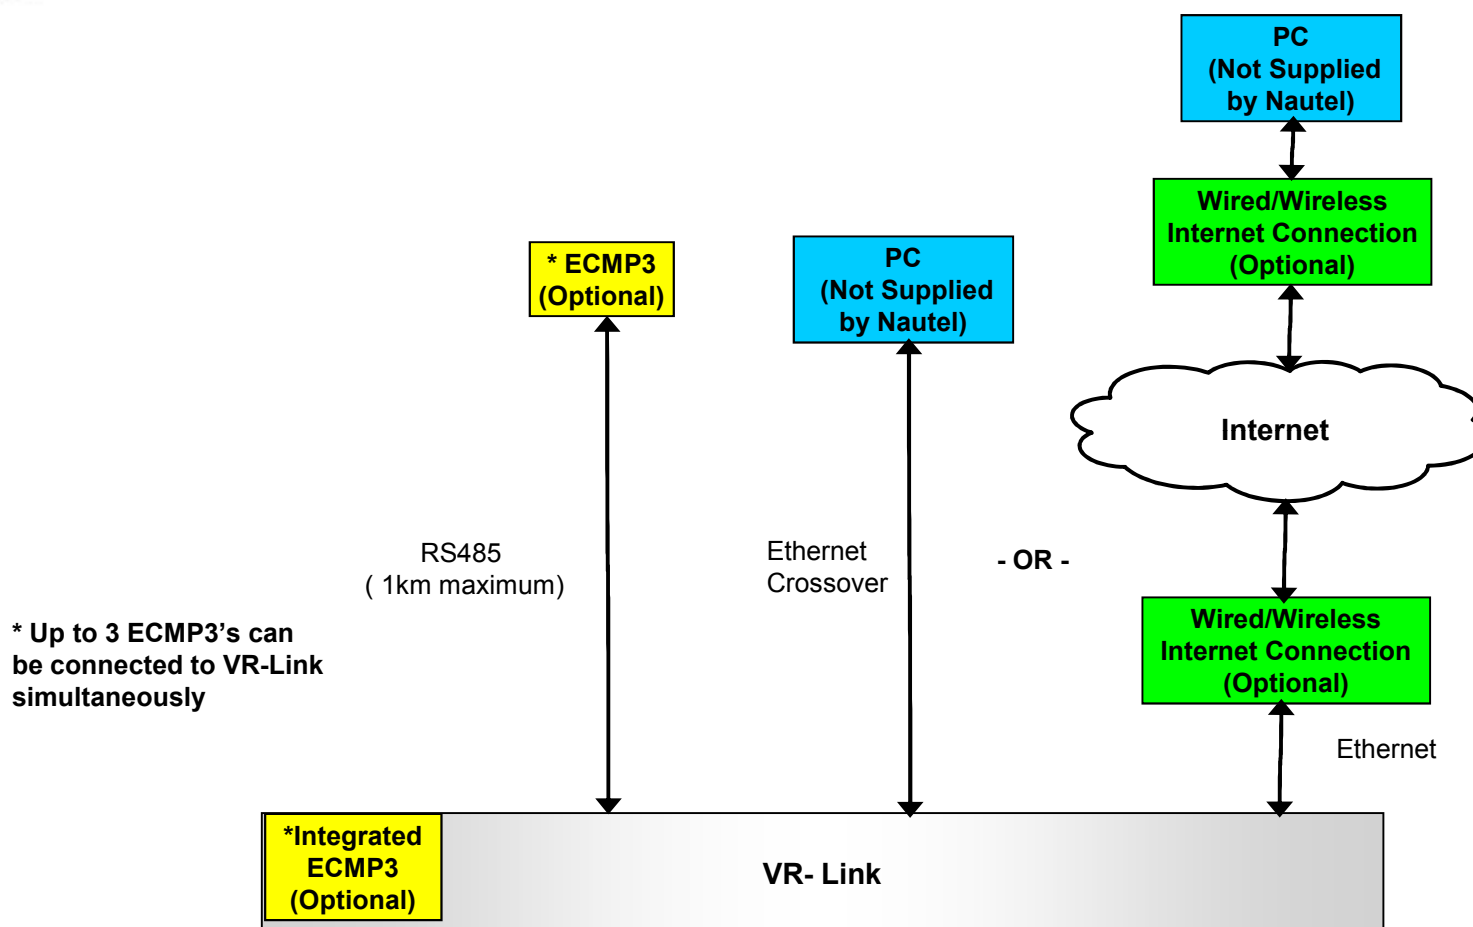 PC
(Not Supplied
by Nautel)
Wired/Wireless
Internet Connection
(Optional)
* ECMP3
(Optional)
PC
(Not Supplied
by Nautel)
Internet
RS485
( 1km maximum)
Ethernet
Crossover
- OR -
Wired/Wireless
Internet Connection
(Optional)
* Up to 3 ECMP3’s can
be connected to VR-Link
simultaneously
Ethernet
*Integrated
ECMP3
(Optional)
VR- Link